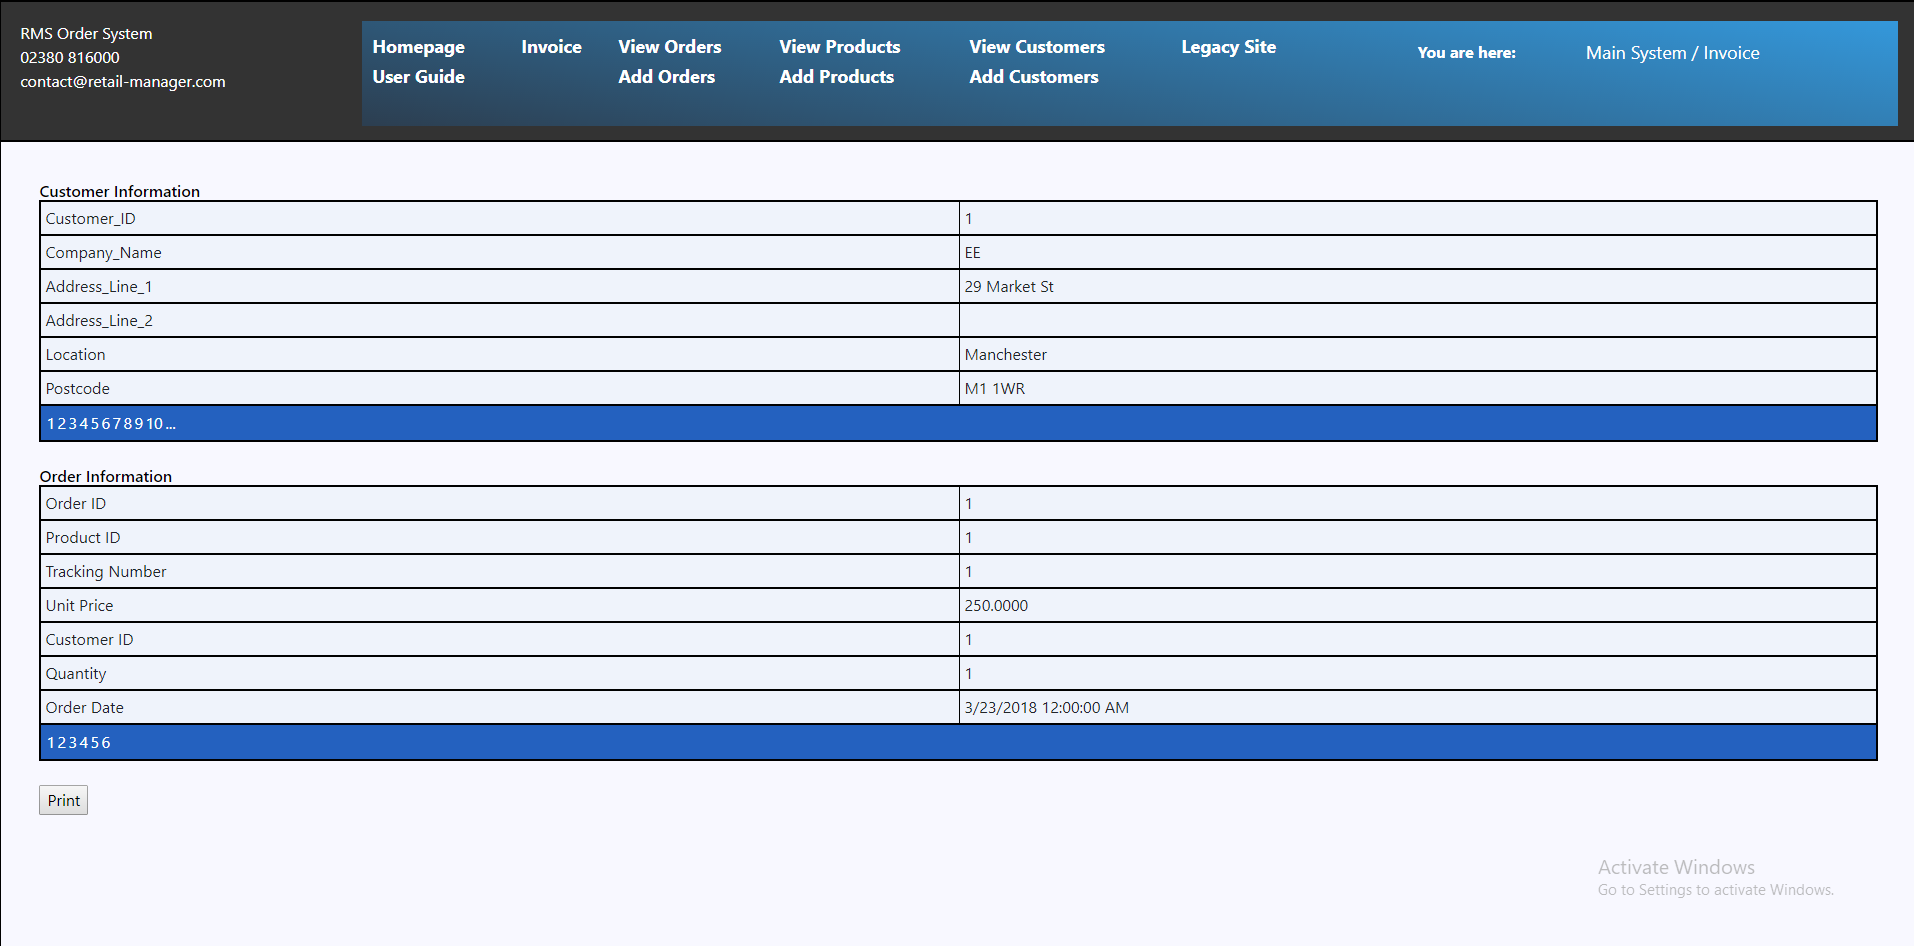 RMS Order System
02380 816000
contact@retail-manager.com
Homepage Invoice View Orders View Products View Customers Legacy Site You are here: Main System / Invoice
User Guide Add Orders Add Products Add Customers
Customer Information
Customer_ID 1
Company_Name EE
Address_Line_1 29 Market St
Address_Line_2
Location Manchester
Postcode M1 1WR
1 2 3 4 5 6 7 8 9 10 ...
Order Information
Order ID 1
Product ID 1
Tracking Number 1
Unit Price 250.0000
Customer ID 1
Quantity 1
Order Date 3/23/2018 12:00:00 AM
1 2 3 4 5 6
Print
Activate Windows
Go to Settings to activate Windows.